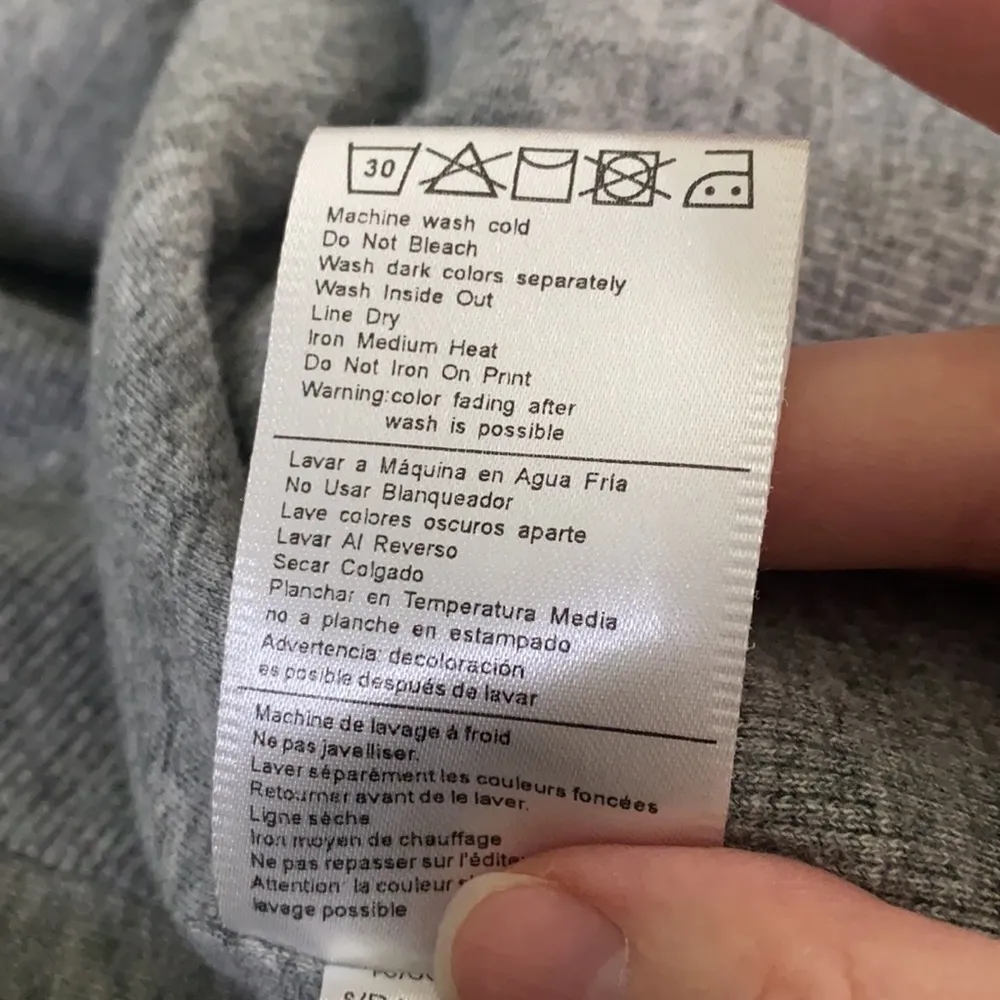 30
Machine wash cold
Do Not Bleach
Wash dark colors separately
Wash Inside Out
Line Dry
Iron Medium Heat
Do Not Iron On Print
Warning:color fading after
wash is possible
Lavar a Máquina en Agua Fría
No Usar Blanqueador
Lave colores oscuros aparte
Lavar Al Reverso
Secar Colgado
Planchar en Temperatura Media
no a planche en estampado
Advertencia: decoloración
es posible después de lavar
Machine de lavage à froid
Ne pas javelliser.
Laver séparément les couleurs foncées
Retourner avant de le laver.
Ligne sèche
Iron moyen de chauffage
Ne pas repasser sur
Attention la couleur
lavage possible